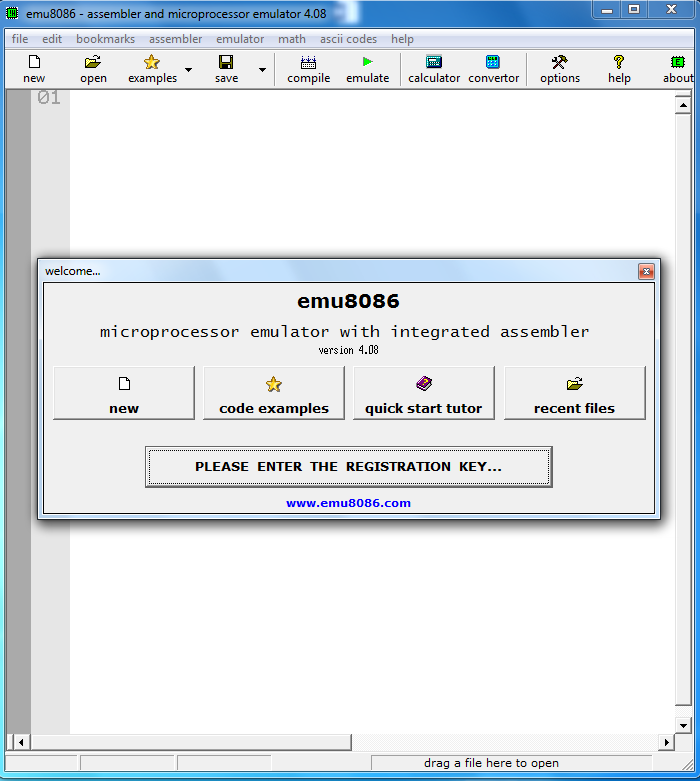 emu8086 - assembler and microprocessor emulator 4.08
file edit bookmarks assembler emulator math ascii codes help
new open examples save compile emulate calculator convertor options help about
01
welcome...
emu8086
microprocessor emulator with integrated assembler
version 4.08
new code examples quick start tutor recent files
PLEASE ENTER THE REGISTRATION KEY...
www.emu8086.com
drag a file here to open